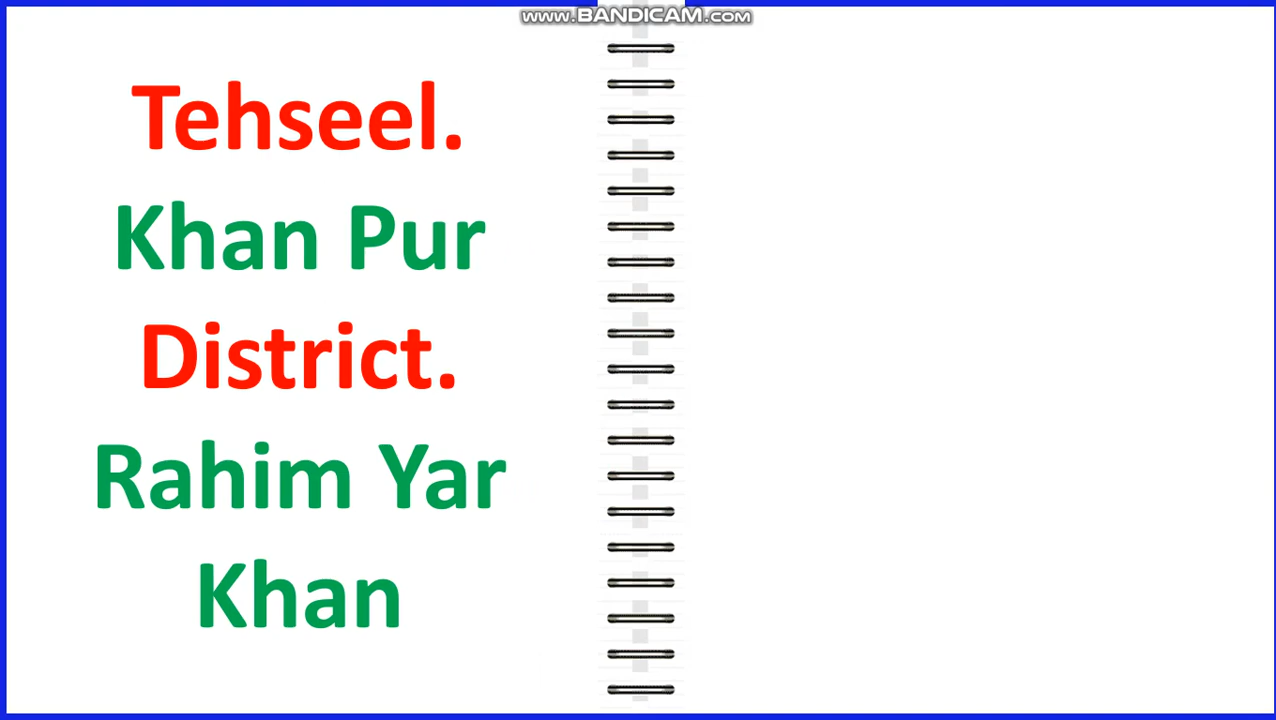 www.BANDICAM.com
Tehseel.
Khan Pur
District.
Rahim Yar
Khan